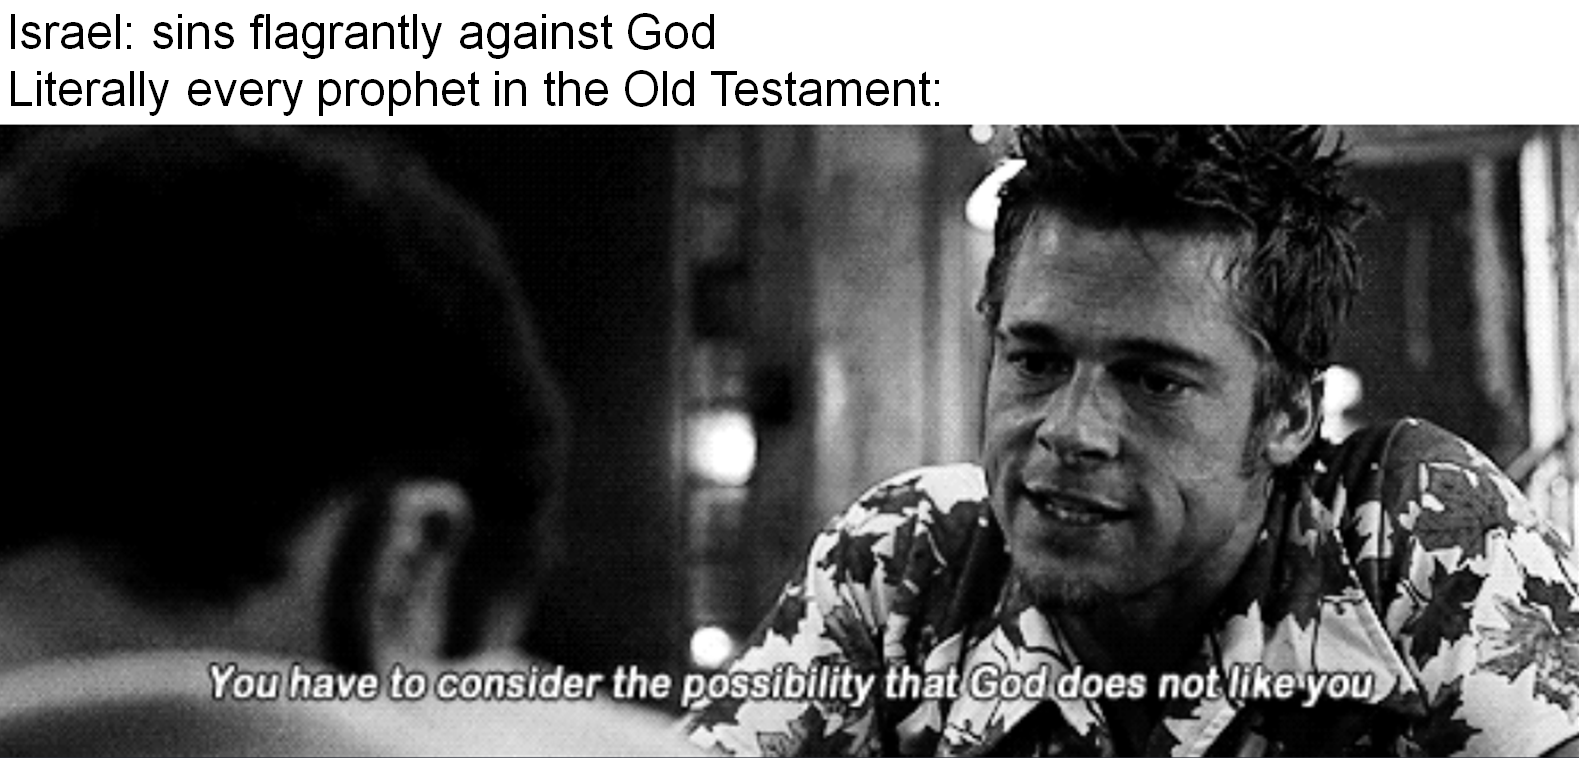 Israel: sins flagrantly against God
Literally every prophet in the Old Testament:
You have to consider the possibility that God does not like you